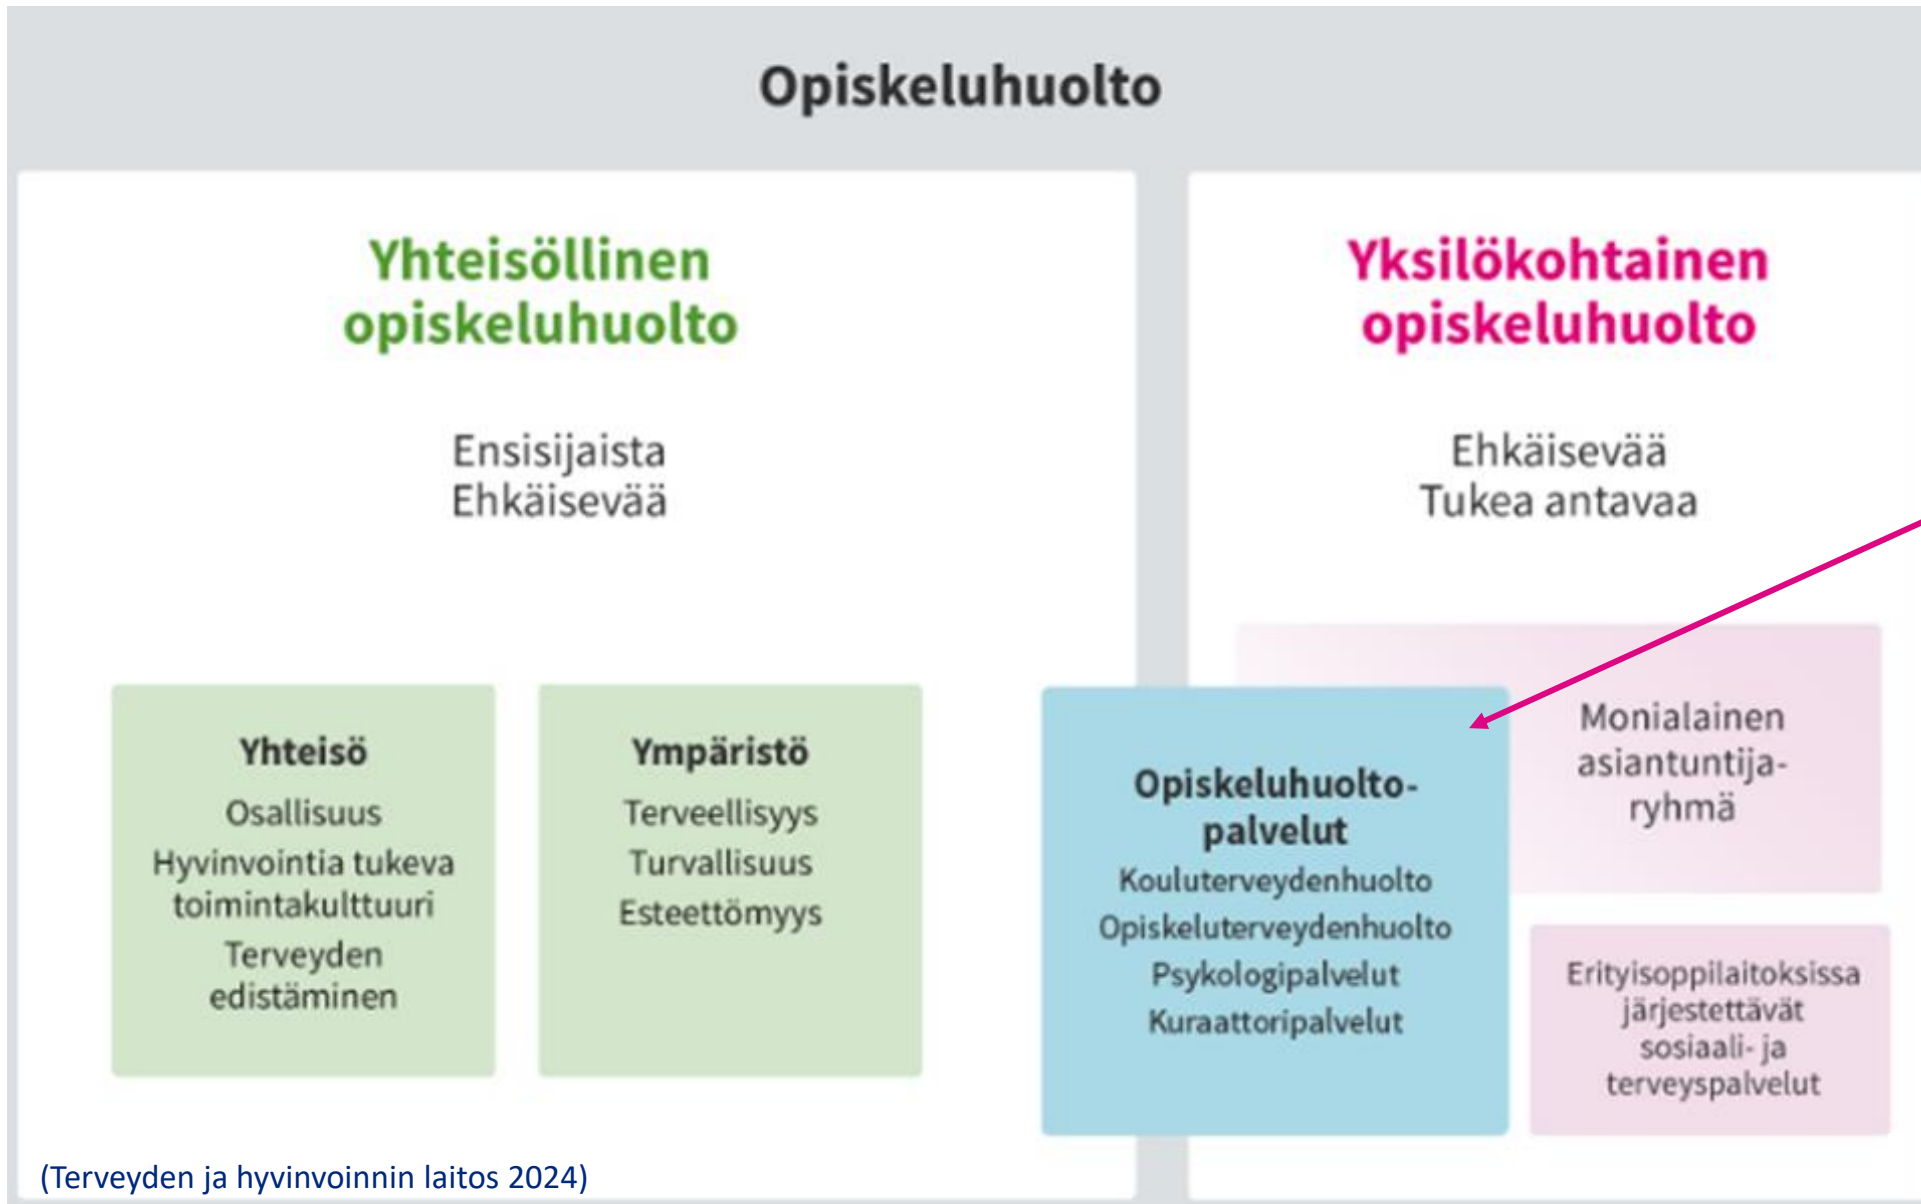 Opiskeluhuolto
Yhteisöllinen
opiskeluhuolto
Ensisijaista
Ehkäisevää
Yhteisö
Osallisuus
Hyvinvointia tukeva
toimintakulttuuri
Terveyden
edistäminen
Ympäristö
Terveellisyys
Turvallisuus
Esteettömyys
Yksilökohtainen
opiskeluhuolto
Ehkäisevää
Tukea antavaa
Opiskeluhuolto-
palvelut
Kouluterveydenhuolto
Opiskeluterveydenhuolto
Psykologipalvelut
Kuraattoripalvelut
Monialainen
asiantuntija-
ryhmä
Erityisoppilaitoksissa
järjestettävät
sosiaali- ja
terveyspalvelut
(Terveyden ja hyvinvoinnin laitos 2024)